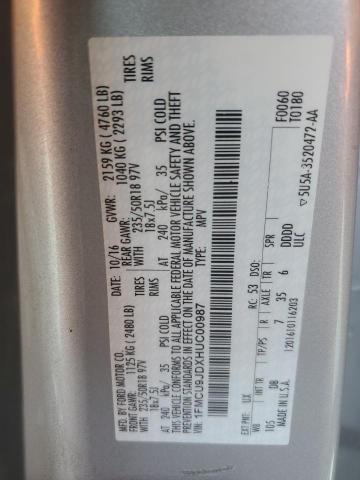 MFD. BY FORD MOTOR CO.
DATE: 10/16 GVWR: 2159 KG ( 4760 LB)
FRONT GAWR: 1125 KG ( 2480 LB) REAR GAWR: 1040 KG ( 2293 LB)
WITH 235/50R18 97V TIRES WITH 235/50R18 97V TIRES
18x7.5J RIMS 18x7.5J RIMS
AT 240 kPa/ 35 PSI COLD AT 240 kPa/ 35 PSI COLD
THIS VEHICLE CONFORMS TO ALL APPLICABLE FEDERAL MOTOR VEHICLE SAFETY AND THEFT
PREVENTION STANDARDS IN EFFECT ON THE DATE OF MANUFACTURE SHOWN ABOVE.
VIN: 1FMCU9JDXHUC00987
TYPE: MPV
F0060
T0180
EXT PNT: UX RC: 53 DSO:
WB INT TR TP/PS R AXLE TR SPR
105 DB 7 35 6 DDDD
ULC
MADE IN U.S.A. 12016101116203 5U5A-3520472-AA